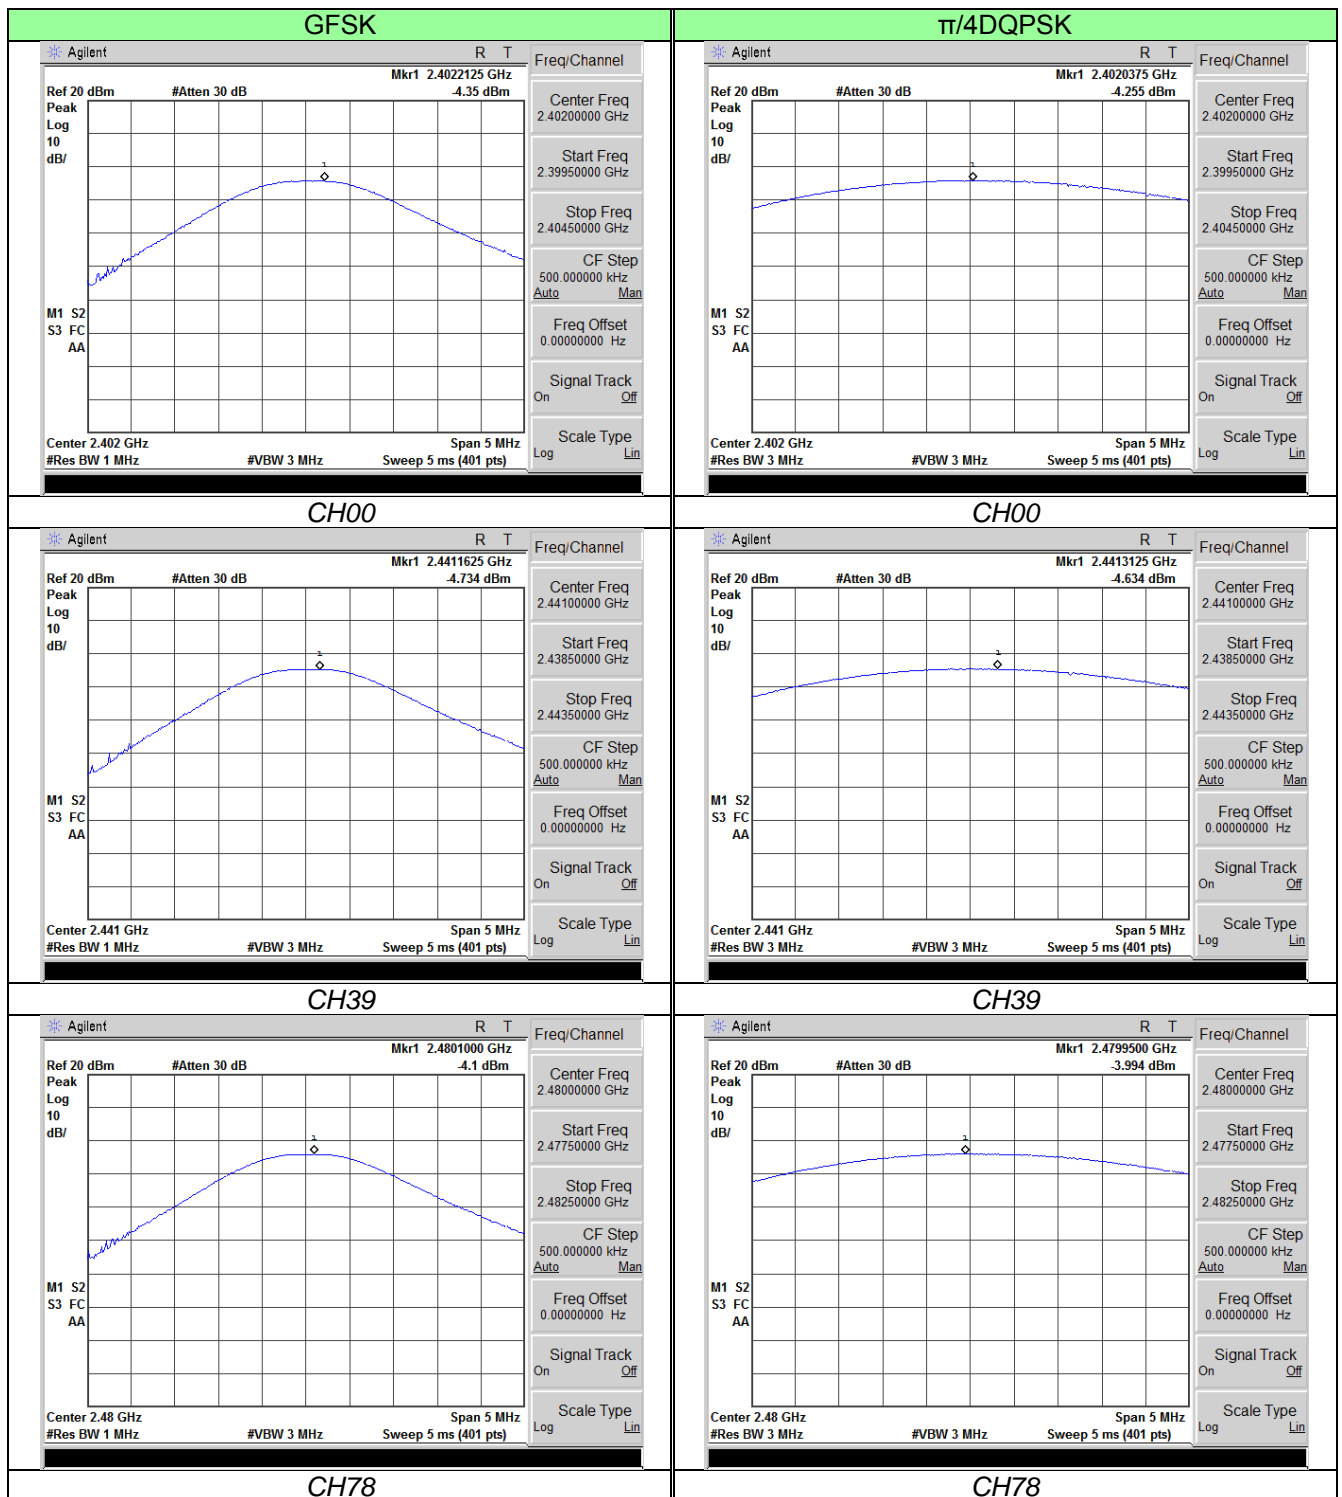 GFSK
π/4DQPSK
Agilent R T
Freq/Channel
Mkr1 2.4022125 GHz
Ref 20 dBm #Atten 30 dB -4.35 dBm
Peak
Log
10
dB/
1
M1 S2
S3 FC
AA
Center 2.402 GHz Span 5 MHz
#Res BW 1 MHz #VBW 3 MHz Sweep 5 ms (401 pts)
Center Freq
2.40200000 GHz
Start Freq
2.39950000 GHz
Stop Freq
2.40450000 GHz
CF Step
500.000000 kHz
Auto Man
Freq Offset
0.00000000 Hz
Signal Track
On Off
Scale Type
Log Lin
Agilent R T
Freq/Channel
Mkr1 2.4020375 GHz
Ref 20 dBm #Atten 30 dB -4.255 dBm
Peak
Log
10
dB/
1
M1 S2
S3 FC
AA
Center 2.402 GHz Span 5 MHz
#Res BW 3 MHz #VBW 3 MHz Sweep 5 ms (401 pts)
Center Freq
2.40200000 GHz
Start Freq
2.39950000 GHz
Stop Freq
2.40450000 GHz
CF Step
500.000000 kHz
Auto Man
Freq Offset
0.00000000 Hz
Signal Track
On Off
Scale Type
Log Lin
CH00
CH00
Agilent R T
Freq/Channel
Mkr1 2.4411625 GHz
Ref 20 dBm #Atten 30 dB -4.734 dBm
Peak
Log
10
dB/
1
M1 S2
S3 FC
AA
Center 2.441 GHz Span 5 MHz
#Res BW 1 MHz #VBW 3 MHz Sweep 5 ms (401 pts)
Center Freq
2.44100000 GHz
Start Freq
2.43850000 GHz
Stop Freq
2.44350000 GHz
CF Step
500.000000 kHz
Auto Man
Freq Offset
0.00000000 Hz
Signal Track
On Off
Scale Type
Log Lin
Agilent R T
Freq/Channel
Mkr1 2.4413125 GHz
Ref 20 dBm #Atten 30 dB -4.634 dBm
Peak
Log
10
dB/
1
M1 S2
S3 FC
AA
Center 2.441 GHz Span 5 MHz
#Res BW 3 MHz #VBW 3 MHz Sweep 5 ms (401 pts)
Center Freq
2.44100000 GHz
Start Freq
2.43850000 GHz
Stop Freq
2.44350000 GHz
CF Step
500.000000 kHz
Auto Man
Freq Offset
0.00000000 Hz
Signal Track
On Off
Scale Type
Log Lin
CH39
CH39
Agilent R T
Freq/Channel
Mkr1 2.4801000 GHz
Ref 20 dBm #Atten 30 dB -4.1 dBm
Peak
Log
10
dB/
1
M1 S2
S3 FC
AA
Center 2.48 GHz Span 5 MHz
#Res BW 1 MHz #VBW 3 MHz Sweep 5 ms (401 pts)
Center Freq
2.48000000 GHz
Start Freq
2.47750000 GHz
Stop Freq
2.48250000 GHz
CF Step
500.000000 kHz
Auto Man
Freq Offset
0.00000000 Hz
Signal Track
On Off
Scale Type
Log Lin
Agilent R T
Freq/Channel
Mkr1 2.4799500 GHz
Ref 20 dBm #Atten 30 dB -3.994 dBm
Peak
Log
10
dB/
1
M1 S2
S3 FC
AA
Center 2.48 GHz Span 5 MHz
#Res BW 3 MHz #VBW 3 MHz Sweep 5 ms (401 pts)
Center Freq
2.48000000 GHz
Start Freq
2.47750000 GHz
Stop Freq
2.48250000 GHz
CF Step
500.000000 kHz
Auto Man
Freq Offset
0.00000000 Hz
Signal Track
On Off
Scale Type
Log Lin
CH78
CH78